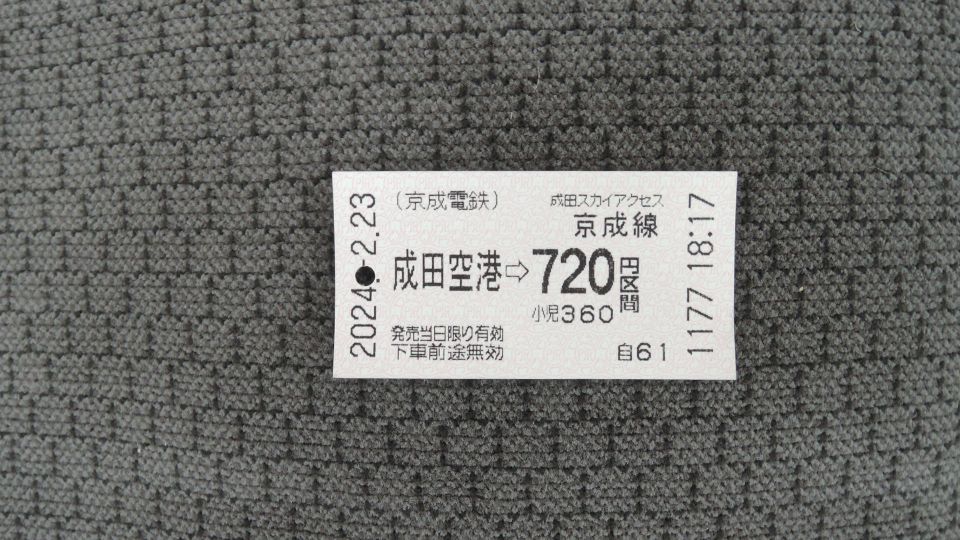 2024.-2.23
(京成電鉄)
成田スカイアクセス
京成線
成田空港⇨720円区間
小児360
発売当日限り有効
下車前途無効
自61
1177 18:17